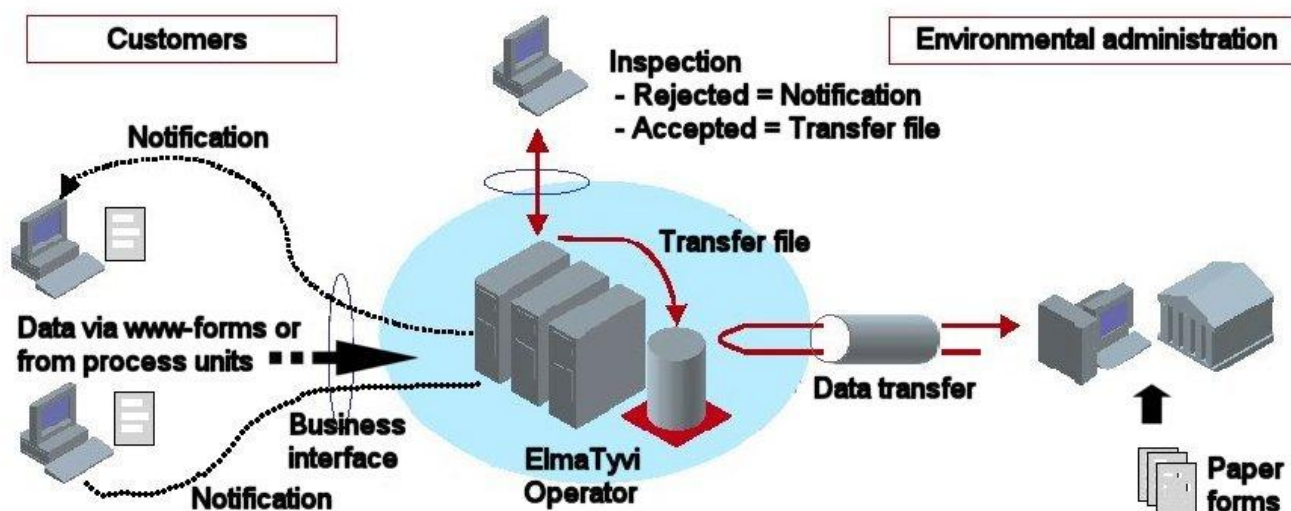 Customers
Environmental administration
Inspection
- Rejected = Notification
- Accepted = Transfer file
Notification
Transfer file
Data via www-forms or
from process units
Data transfer
Business
interface
ElmaTyvi
Operator
Notification
Paper
forms